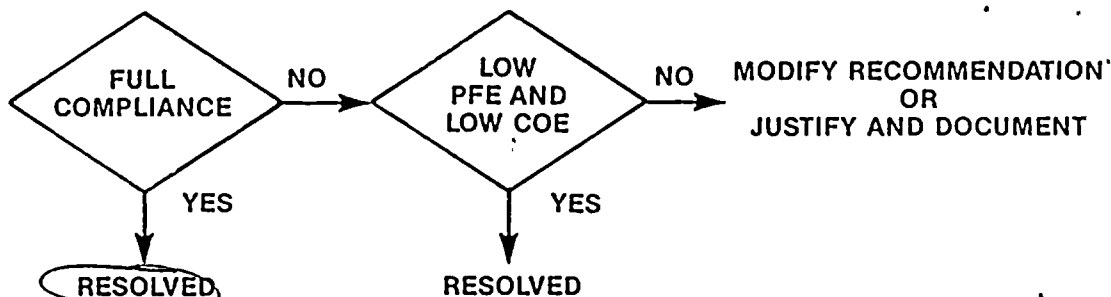 FULL
COMPLIANCE
NO
LOW
PFE AND
LOW COE
NO
MODIFY RECOMMENDATION
OR
JUSTIFY AND DOCUMENT
YES
YES
RESOLVED
RESOLVED